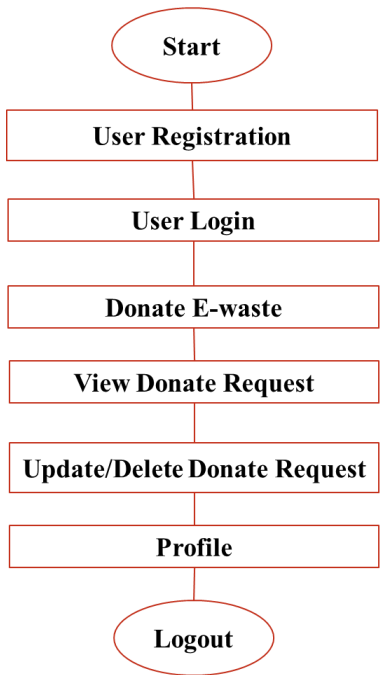 Start
User Registration
User Login
Donate E-waste
View Donate Request
Update/Delete Donate Request
Profile
Logout